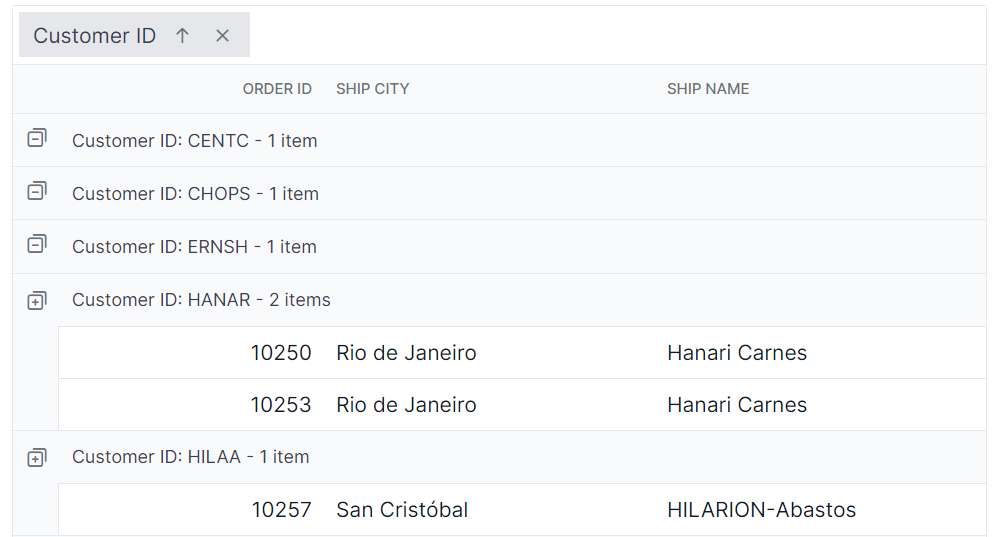 Customer ID
ORDER ID SHIP CITY SHIP NAME
Customer ID: CENTC - 1 item
Customer ID: CHOPS - 1 item
Customer ID: ERNSH - 1 item
Customer ID: HANAR - 2 items
10250 Rio de Janeiro Hanari Carnes
10253 Rio de Janeiro Hanari Carnes
Customer ID: HILAA - 1 item
10257 San Cristóbal HILARION-Abastos